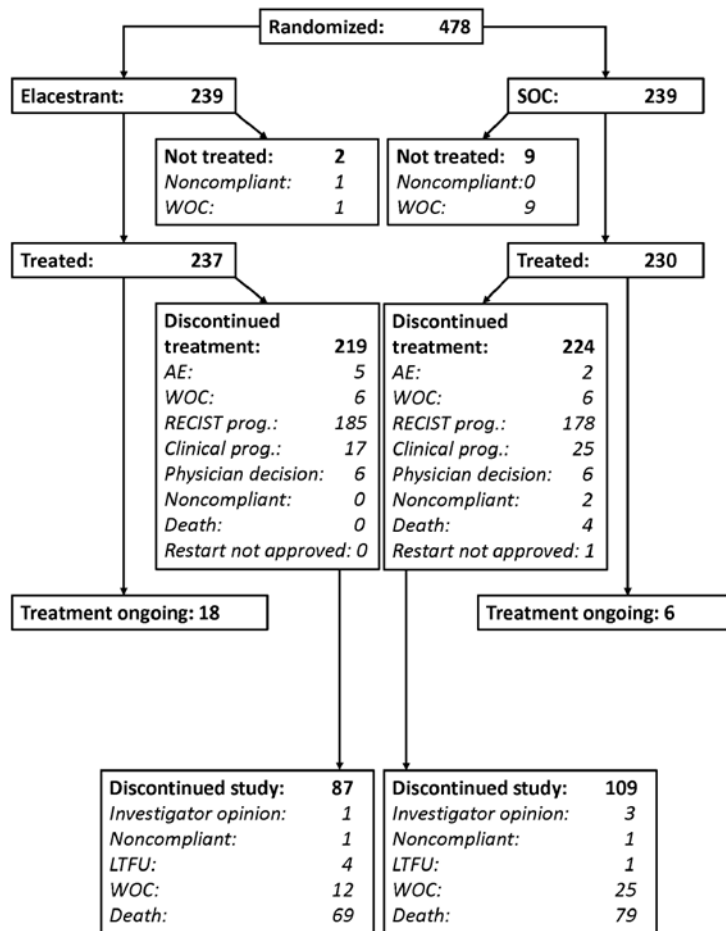 Randomized: 478
Elacestrant: 239
SOC: 239
Not treated: 2
Noncompliant: 1
WOC: 1
Not treated: 9
Noncompliant:0
WOC: 9
Treated: 237
Treated: 230
Discontinued
treatment: 219
AE: 5
WOC: 6
RECIST prog.: 185
Clinical prog.: 17
Physician decision: 6
Noncompliant: 0
Death: 0
Restart not approved: 0
Discontinued
treatment: 224
AE: 2
WOC: 6
RECIST prog.: 178
Clinical prog.: 25
Physician decision: 6
Noncompliant: 2
Death: 4
Restart not approved: 1
Treatment ongoing: 18
Treatment ongoing: 6
Discontinued study: 87
Investigator opinion: 1
Noncompliant: 1
LTFU: 4
WOC: 12
Death: 69
Discontinued study: 109
Investigator opinion: 3
Noncompliant: 1
LTFU: 1
WOC: 25
Death: 79